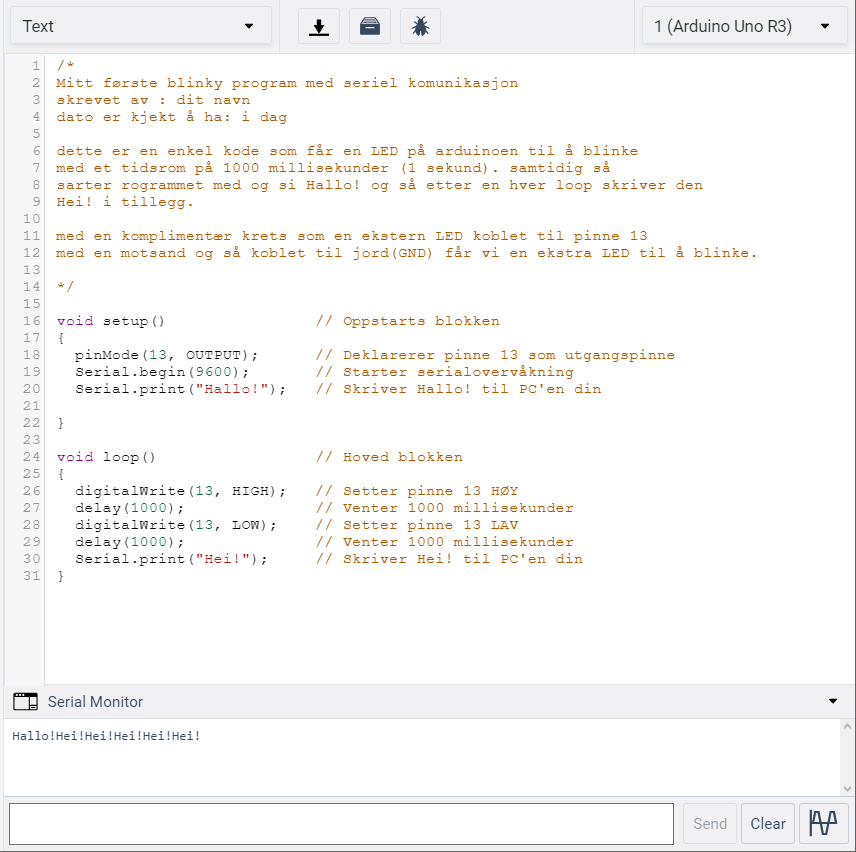 Text
1 (Arduino Uno R3)
1 /*
2 Mitt første blinky program med seriel komunikasjon
3 skrevet av : dit navn
4 dato er kjekt å ha: i dag
5
6 dette er en enkel kode som får en LED på arduinoen til å blinke
7 med et tidsrom på 1000 millisekunder (1 sekund). samtidig så
8 sarter rogrammet med og si Hallo! og så etter en hver loop skriver den
9 Hei! i tillegg.
10
11 med en komplimentær krets som en ekstern LED koblet til pinne 13
12 med en motsand og så koblet til jord(GND) får vi en ekstra LED til å blinke.
13
14 */
15
16 void setup() // Oppstarts blokken
17 {
18 pinMode(13, OUTPUT); // Deklarerer pinne 13 som utgangspinne
19 Serial.begin(9600); // Starter serialovervåkning
20 Serial.print("Hallo!"); // Skriver Hallo! til PC'en din
21
22 }
23
24 void loop() // Hoved blokken
25 {
26 digitalWrite(13, HIGH); // Setter pinne 13 HØY
27 delay(1000); // Venter 1000 millisekunder
28 digitalWrite(13, LOW); // Setter pinne 13 LAV
29 delay(1000); // Venter 1000 millisekunder
30 Serial.print("Hei!"); // Skriver Hei! til PC'en din
31 }
Serial Monitor
Hallo!Hei!Hei!Hei!Hei!Hei!
Send
Clear